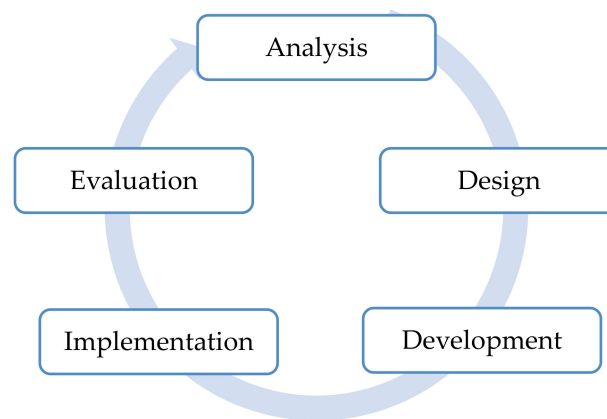 Analysis
Evaluation
Design
Implementation
Development